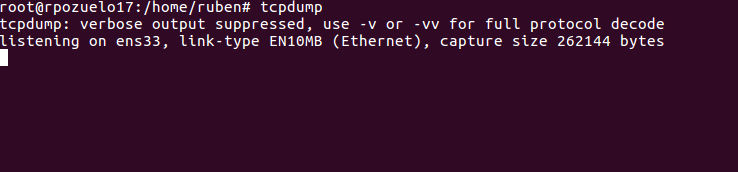 root@rpozuelo17:/home/ruben# tcpdump
tcpdump: verbose output suppressed, use -v or -vv for full protocol decode
listening on ens33, link-type EN10MB (Ethernet), capture size 262144 bytes